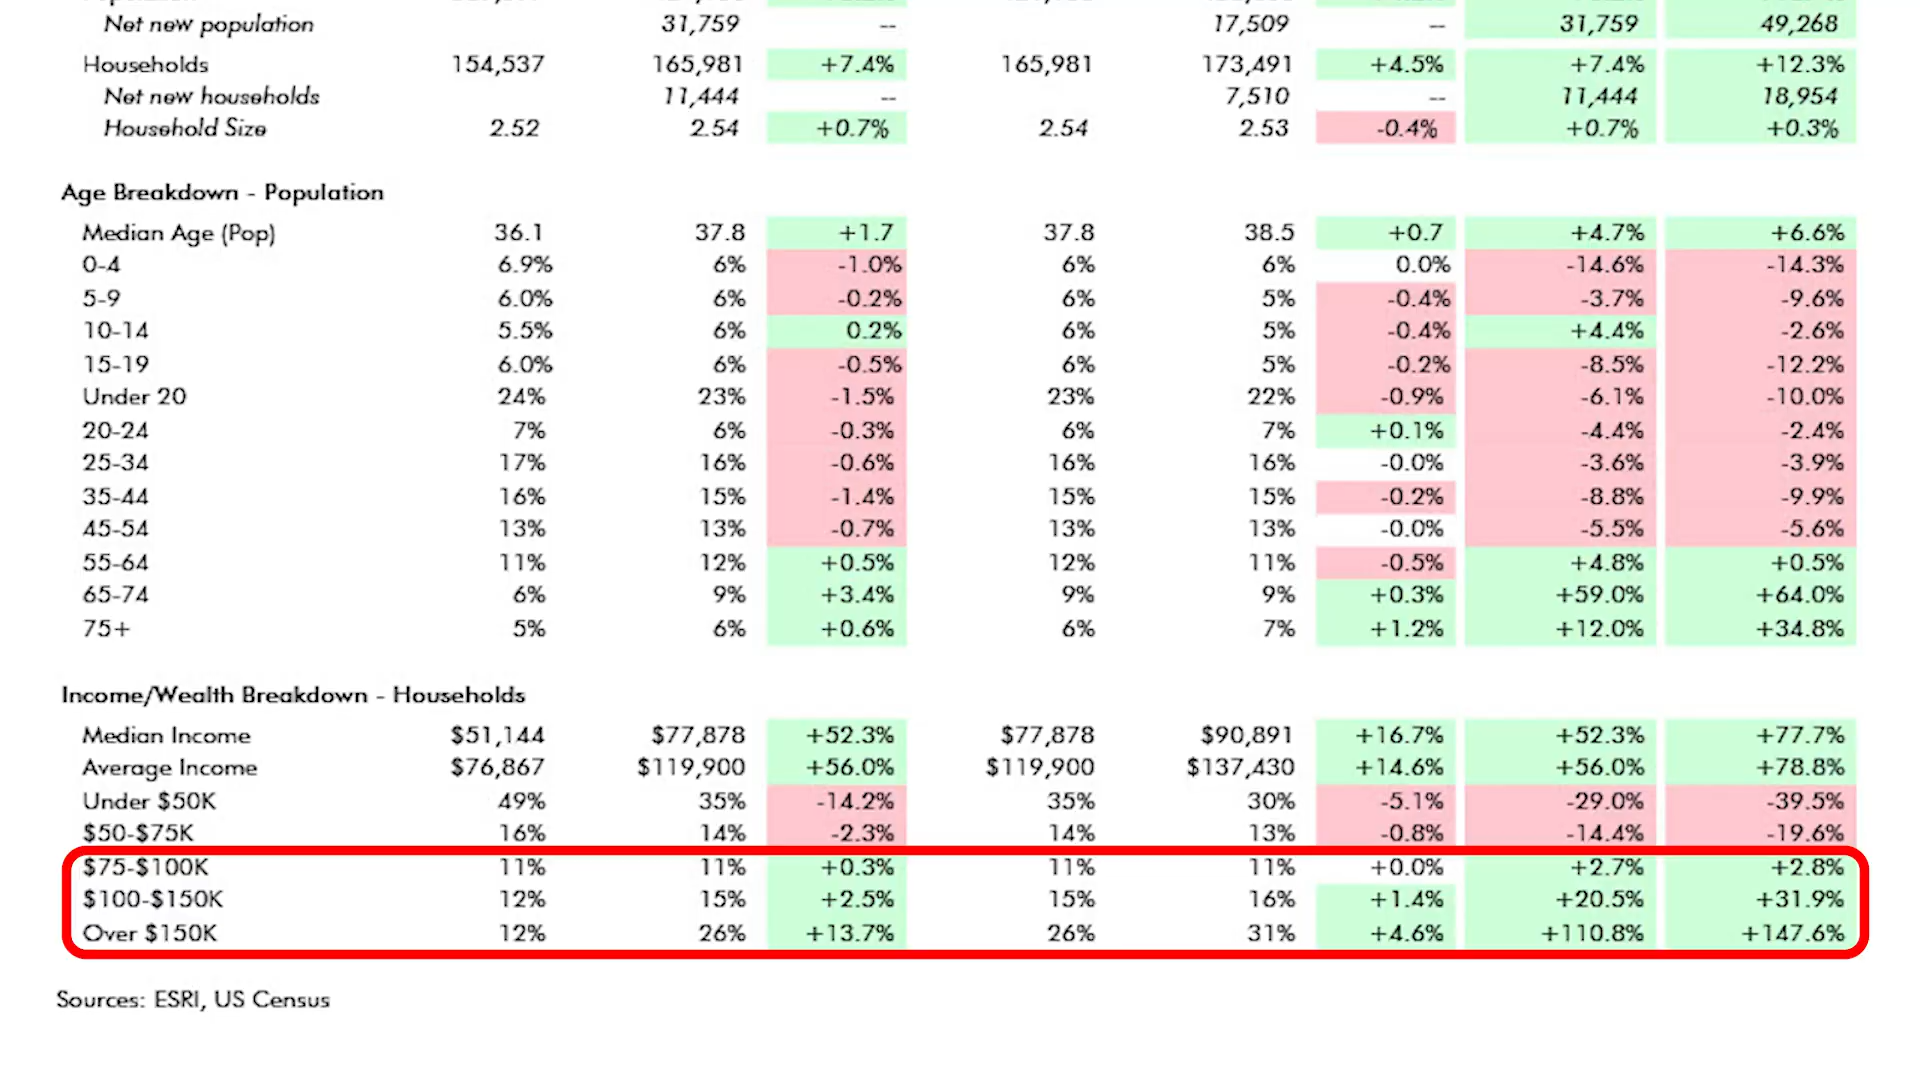 Net new population 31,759 -- 17,509 -- 31,759 49,268
Households 154,537 165,981 +7.4% 165,981 173,491 +4.5% +7.4% +12.3%
Net new households 11,444 -- 7,510 -- 11,444 18,954
Household Size 2.52 2.54 +0.7% 2.54 2.53 -0.4% +0.7% +0.3%
Age Breakdown - Population
Median Age (Pop) 36.1 37.8 +1.7 37.8 38.5 +0.7 +4.7% +6.6%
0-4 6.9% 6% -1.0% 6% 6% 0.0% -14.6% -14.3%
5-9 6.0% 6% -0.2% 6% 5% -0.4% -3.7% -9.6%
10-14 5.5% 6% 0.2% 6% 5% -0.4% +4.4% -2.6%
15-19 6.0% 6% -0.5% 6% 5% -0.2% -8.5% -12.2%
Under 20 24% 23% -1.5% 23% 22% -0.9% -6.1% -10.0%
20-24 7% 6% -0.3% 6% 7% +0.1% -4.4% -2.4%
25-34 17% 16% -0.6% 16% 16% -0.0% -3.6% -3.9%
35-44 16% 15% -1.4% 15% 15% -0.2% -8.8% -9.9%
45-54 13% 13% -0.7% 13% 13% -0.0% -5.5% -5.6%
55-64 11% 12% +0.5% 12% 11% -0.5% +4.8% +0.5%
65-74 6% 9% +3.4% 9% 9% +0.3% +59.0% +64.0%
75+ 5% 6% +0.6% 6% 7% +1.2% +12.0% +34.8%
Income/Wealth Breakdown - Households
Median Income $51,144 $77,878 +52.3% $77,878 $90,891 +16.7% +52.3% +77.7%
Average Income $76,867 $119,900 +56.0% $119,900 $137,430 +14.6% +56.0% +78.8%
Under $50K 49% 35% -14.2% 35% 30% -5.1% -29.0% -39.5%
$50-$75K 16% 14% -2.3% 14% 13% -0.8% -14.4% -19.6%
$75-$100K 11% 11% +0.3% 11% 11% +0.0% +2.7% +2.8%
$100-$150K 12% 15% +2.5% 15% 16% +1.4% +20.5% +31.9%
Over $150K 12% 26% +13.7% 26% 31% +4.6% +110.8% +147.6%
Sources: ESRI, US Census